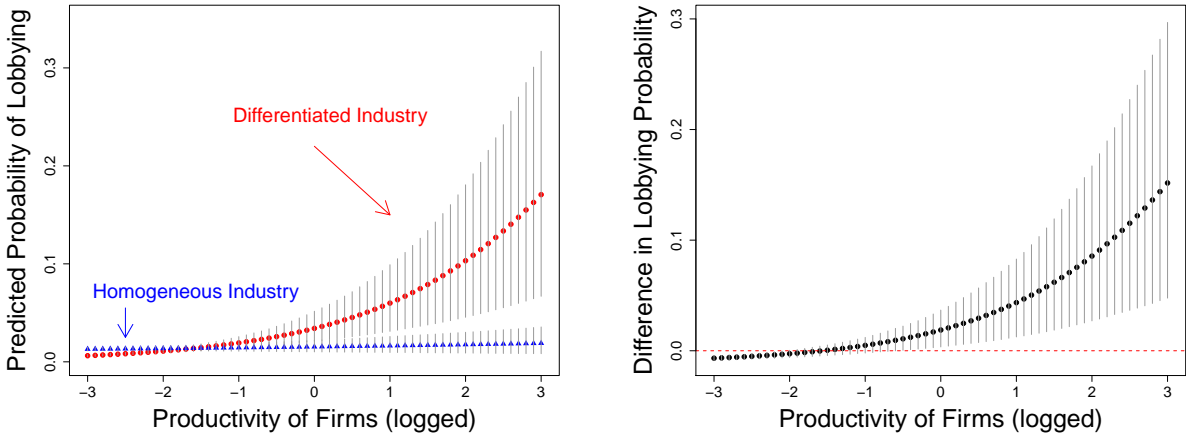 Predicted Probability of Lobbying
0.3
0.2
0.1
0.0
Differentiated Industry
Homogeneous Industry
−3 −2 −1 0 1 2 3
Productivity of Firms (logged)
Difference in Lobbying Probability
0.3
0.2
0.1
0.0
−3 −2 −1 0 1 2 3
Productivity of Firms (logged)